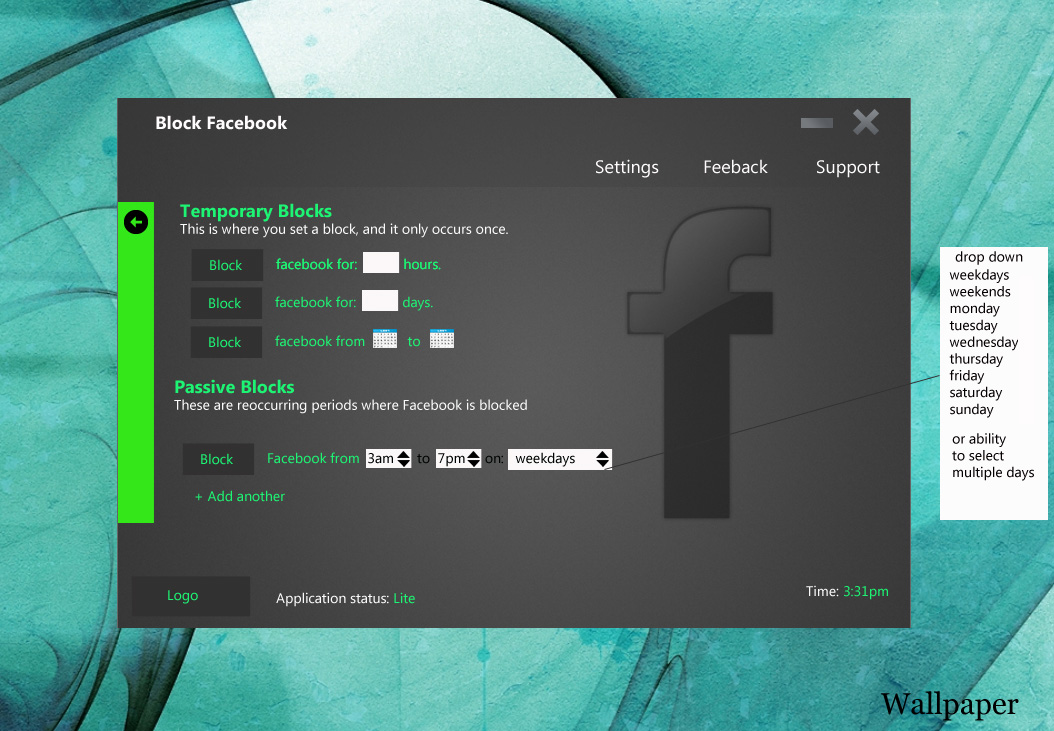 Block Facebook
Settings Feeback Support
Temporary Blocks
This is where you set a block, and it only occurs once.
Block facebook for: hours.
Block facebook for: days.
Block facebook from to
Passive Blocks
These are reoccurring periods where Facebook is blocked
Block Facebook from 3am to 7pm on: weekdays
+ Add another
Logo Application status: Lite
Time: 3:31pm
drop down
weekdays
weekends
monday
tuesday
wednesday
thursday
friday
saturday
sunday
or ability
to select
multiple days
Wallpaper